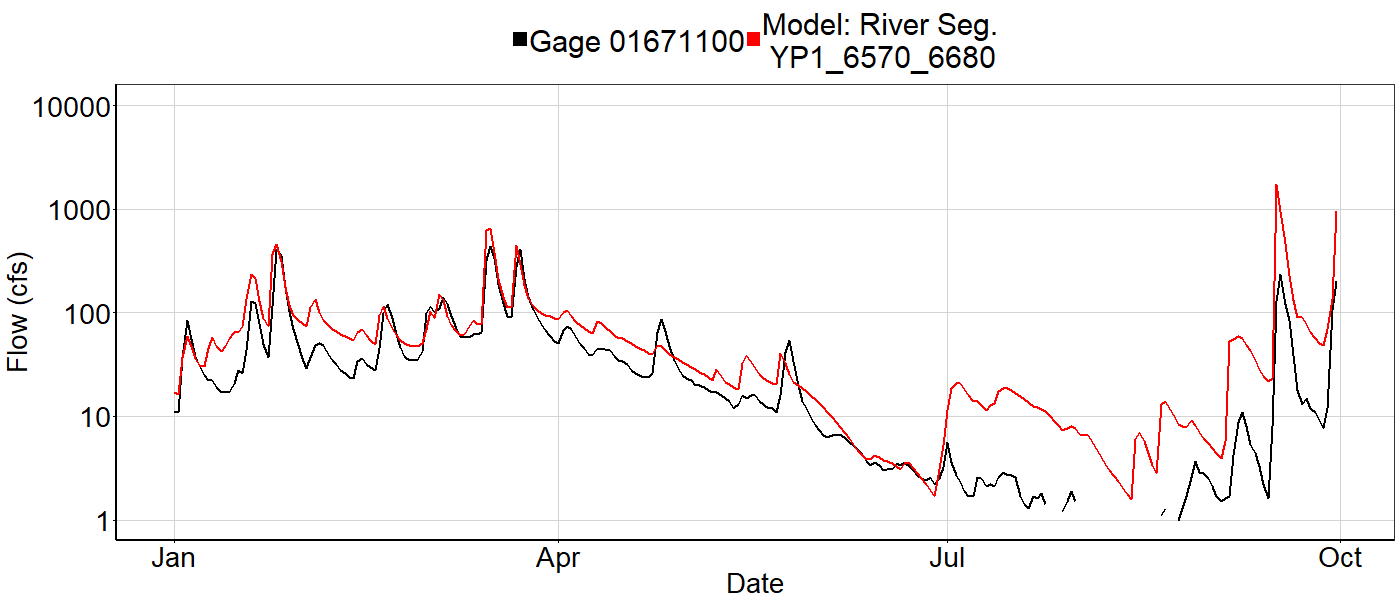 Gage 01671100
Model: River Seg.
YP1_6570_6680
10000
1000
100
10
1
Flow (cfs)
Jan
Apr
Jul
Oct
Date